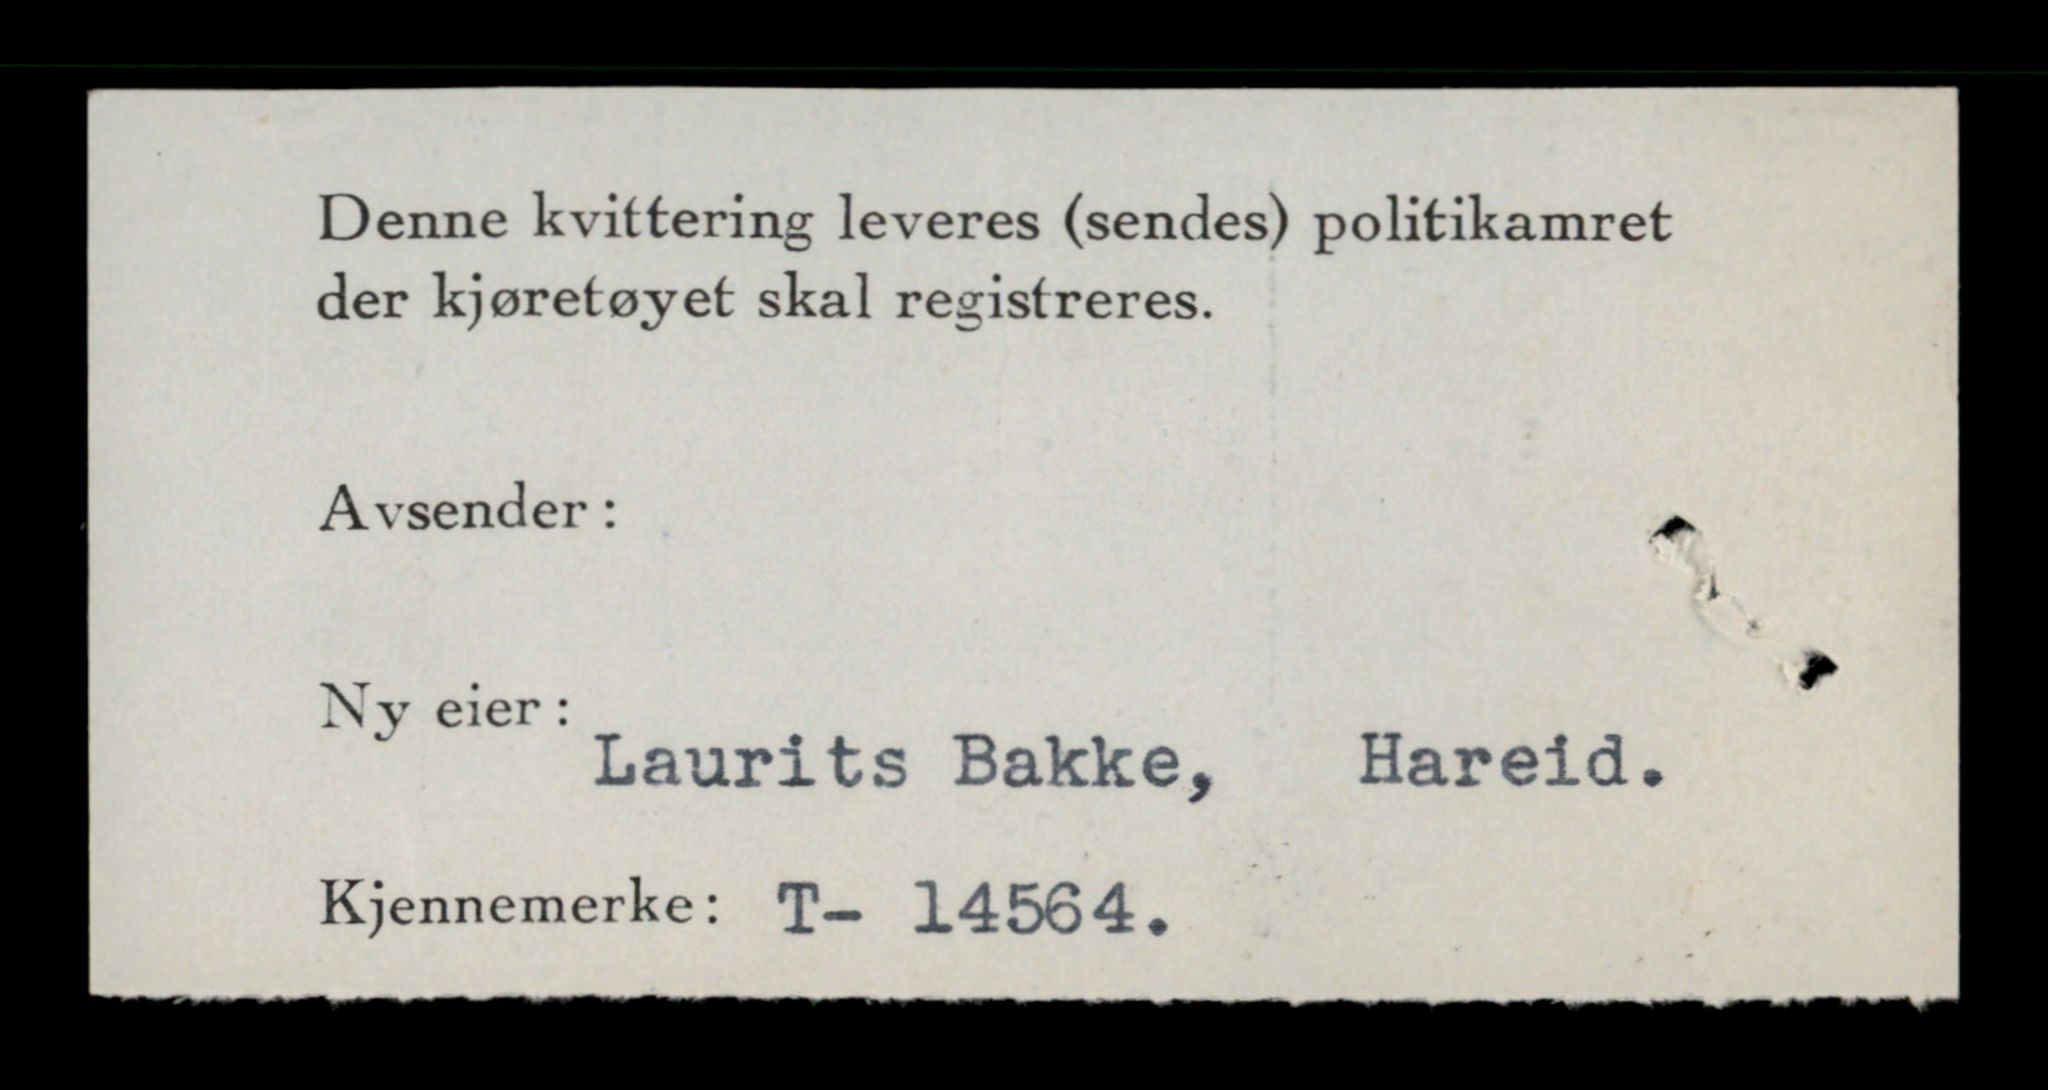 Denne kvittering leveres (sendes) politikamret
der kjøretøyet skal registreres.
Avsender:
Ny eier:
Laurits Bakke, Hareid.
Kjennemerke: T- 14564.